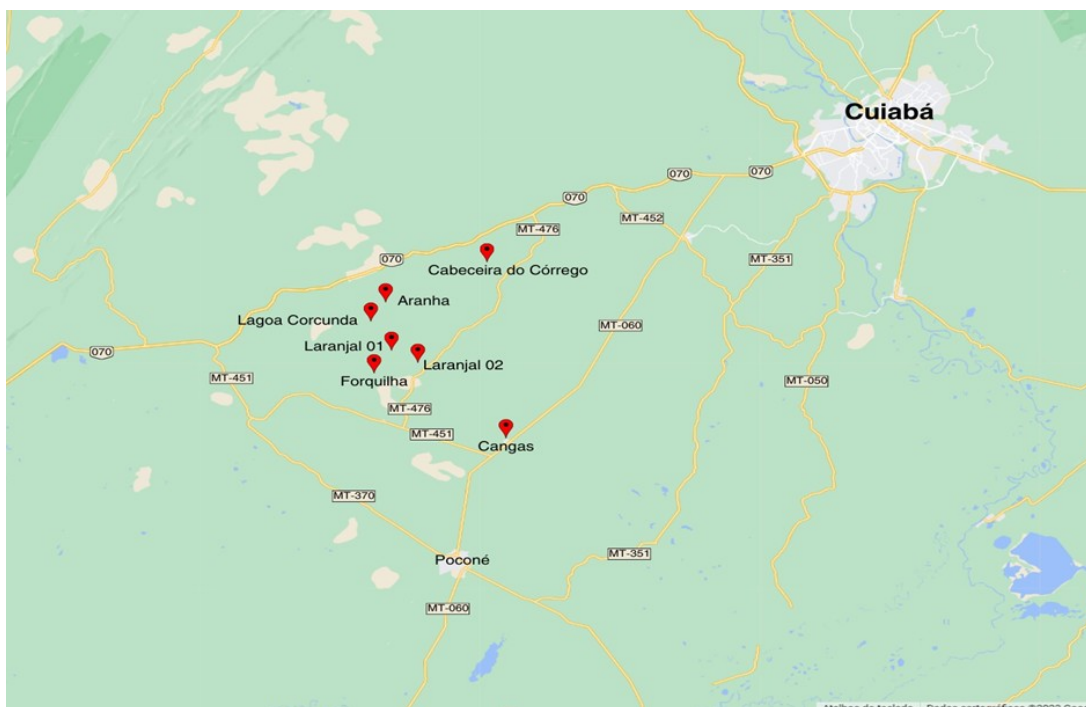 Cuiabá
070
070
070
MT-452
MT-476
MT-351
070
Cabeceira do Córrego
Aranha
Lagoa Corcunda
MT-060
Laranjal 01
070
Laranjal 02
MT-451
Forquilha
MT-050
MT-476
MT-451
Cangas
MT-370
MT-351
Poconé
MT-060